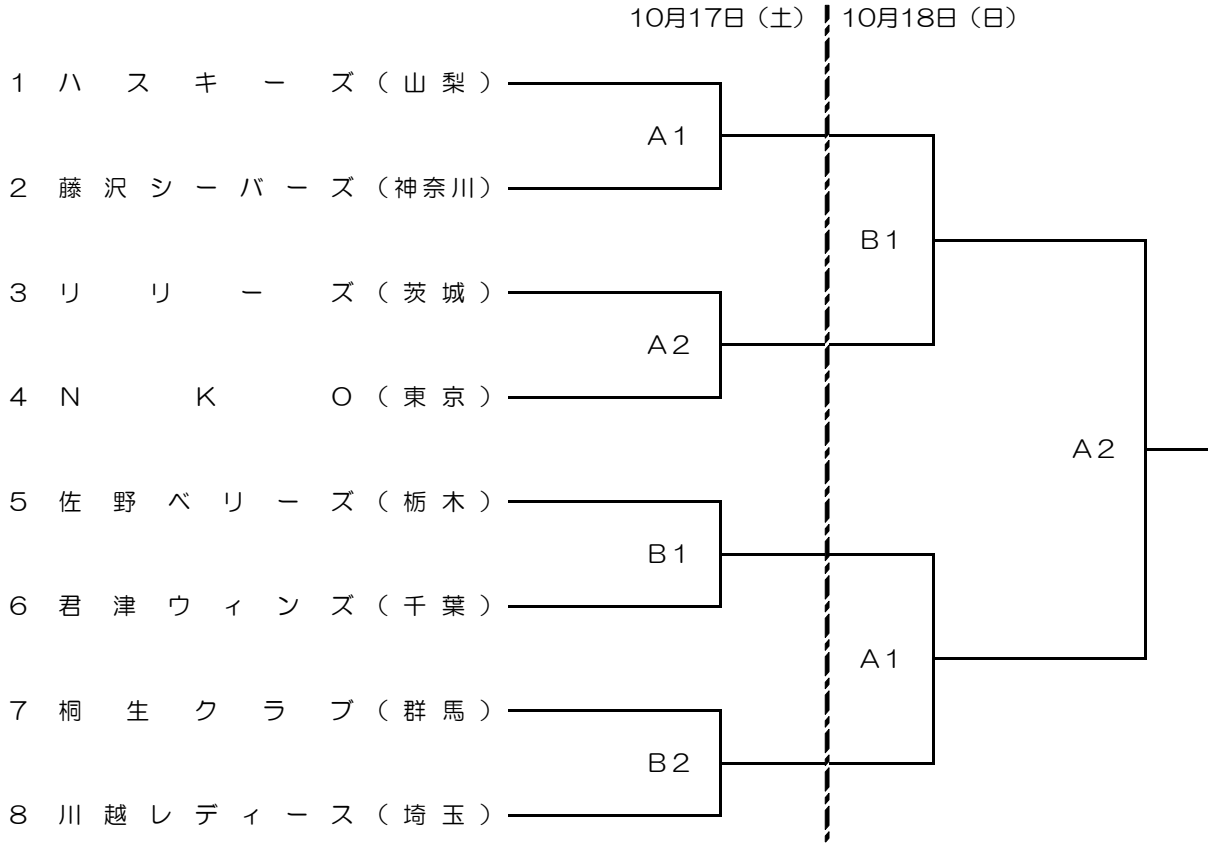 10月17日（土） 10月18日（日）
1 ハスキーズ（山梨）
A1
2 藤沢シーバーズ（神奈川）
B1
3 リリーズ（茨城）
A2
4 NKO（東京）
A2
5 佐野ベリーズ（栃木）
B1
6 君津ウィンズ（千葉）
A1
7 桐生クラブ（群馬）
B2
8 川越レディース（埼玉）